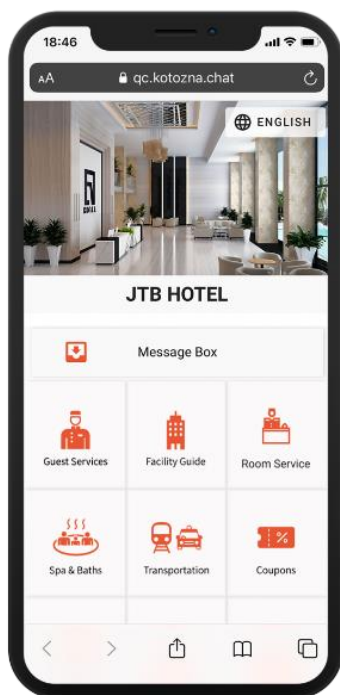 18:46
AA qc.kotozna.chat
ENGLISH
JTB HOTEL
Message Box
Guest Services Facility Guide Room Service
Spa & Baths Transportation Coupons
%